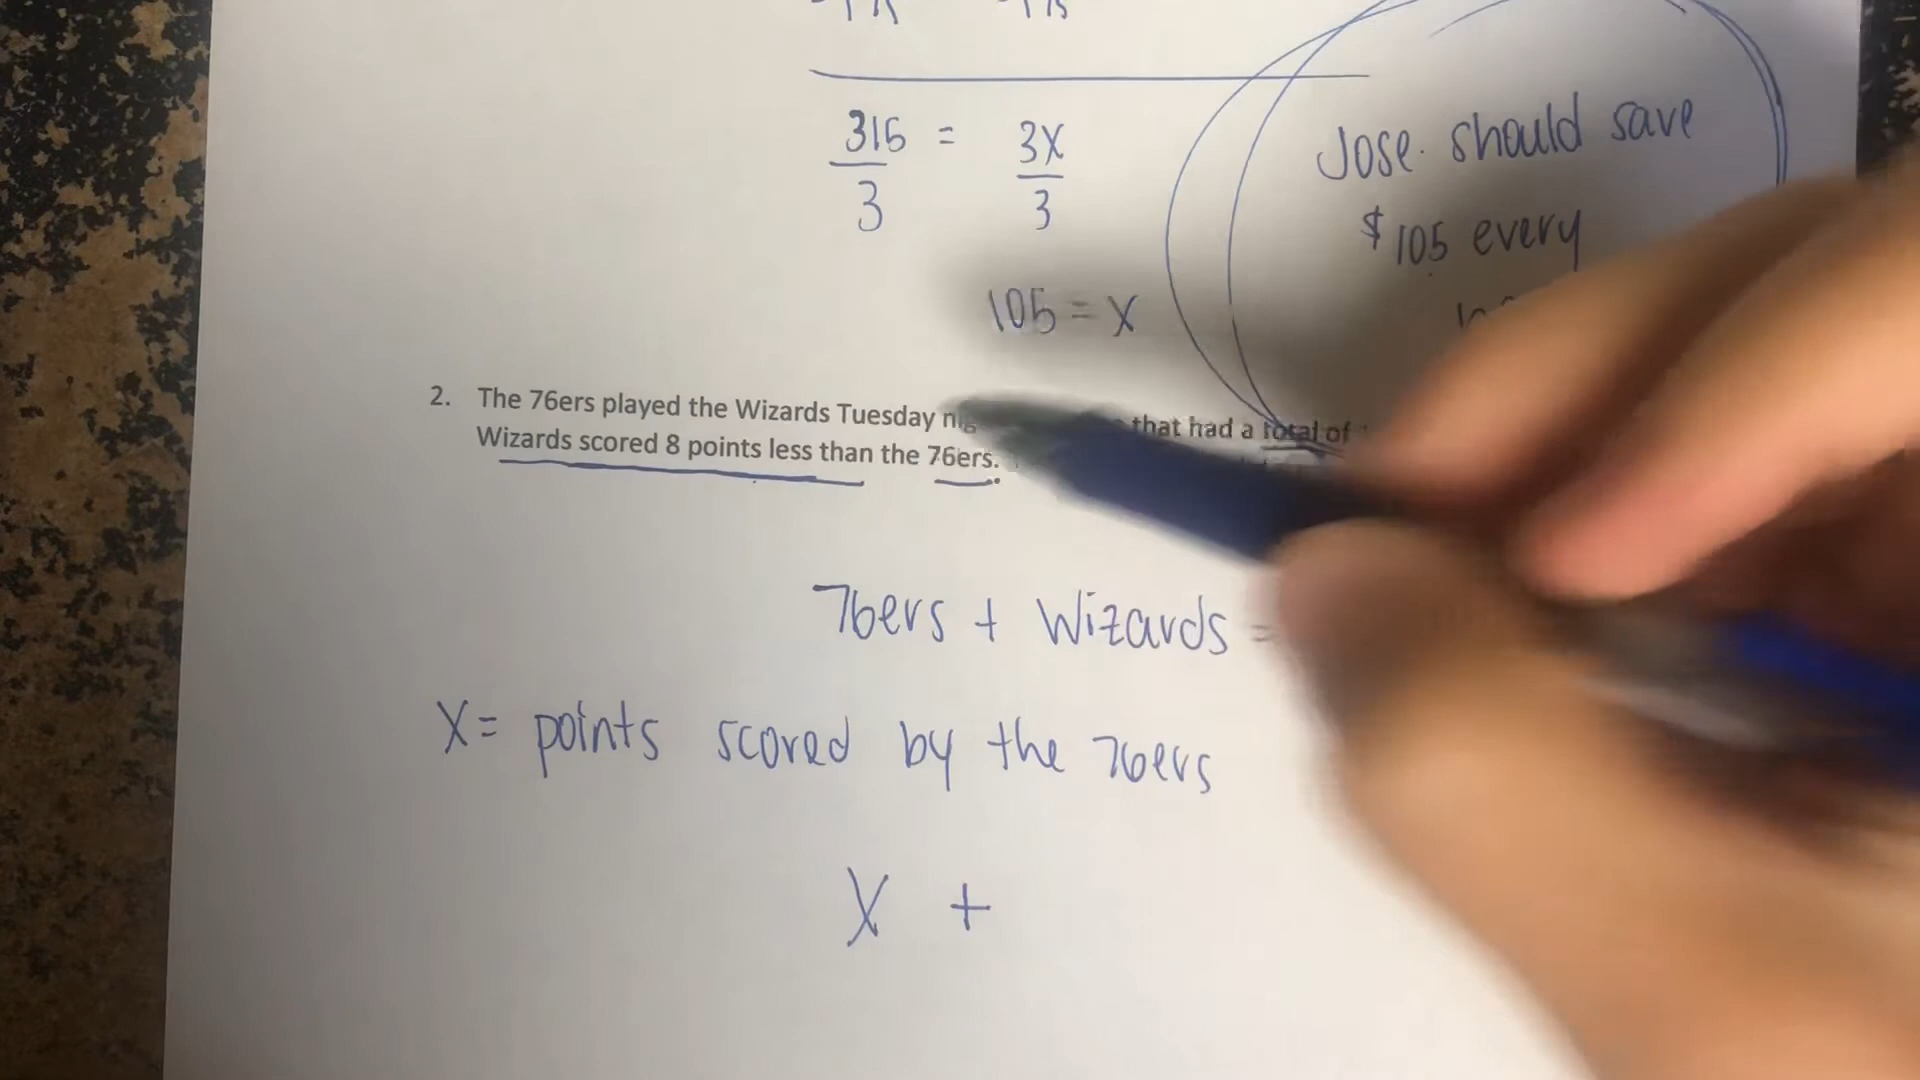 315 = 3X
3 3
105 = X
Jose should save
$105 every
2. The 76ers played the Wizards Tuesday that had a total of
Wizards scored 8 points less than the 76ers.
76ers + Wizards =
X = points scored by the 76ers
X +